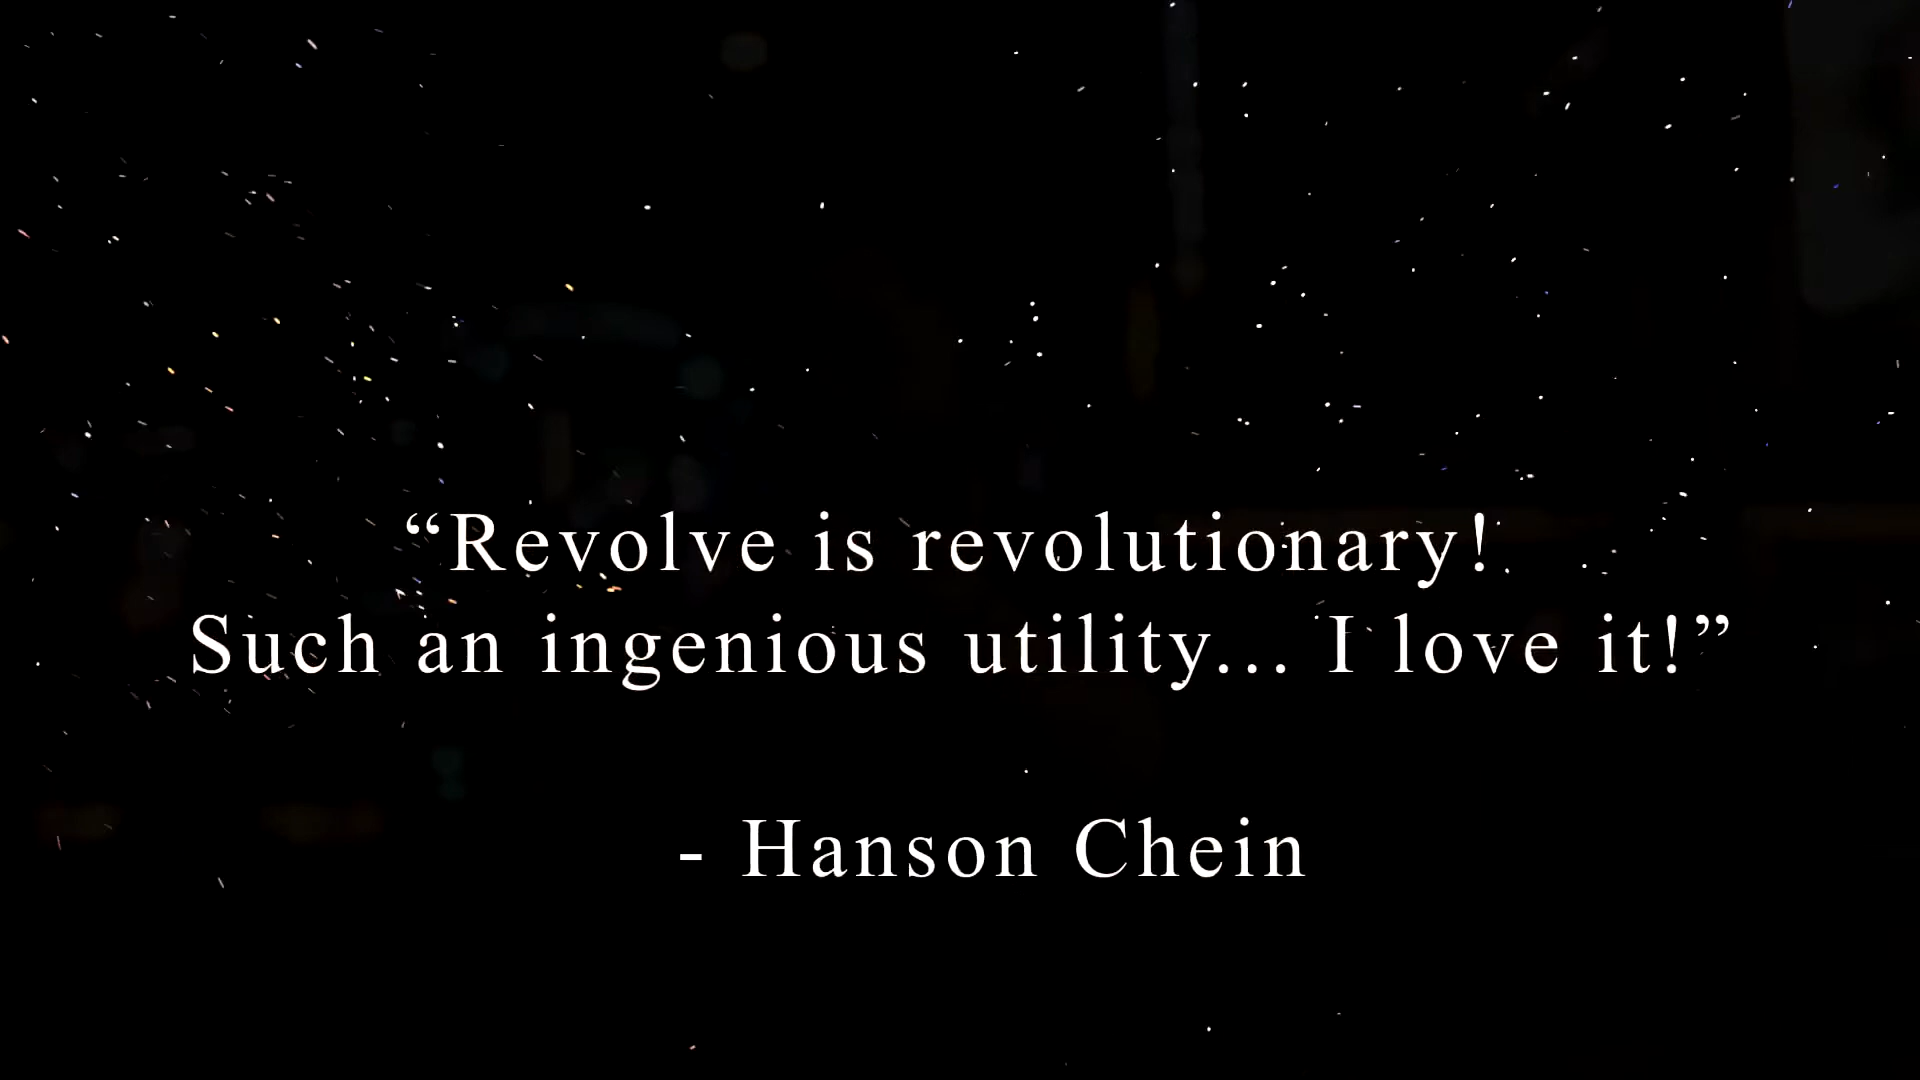 “Revolve is revolutionary!
Such an ingenious utility... I love it!”
- Hanson Chein